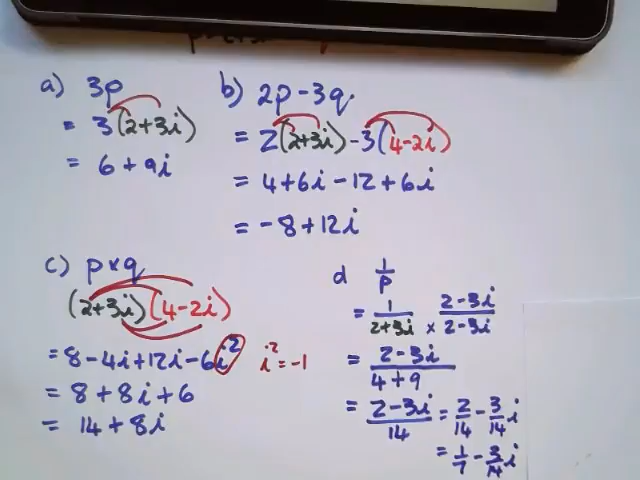 a) 3p
= 3(2+3i)
= 6 + 9i
b) 2p - 3q
= 2(2+3i) - 3(4-2i)
= 4+6i - 12 + 6i
= -8 + 12i
c) p×q
(2+3i)(4-2i)
= 8 - 4i + 12i - 6i² i² = -1
= 8 + 8i + 6
= 14 + 8i
d 1/p
= 1/(2+3i) × (2-3i)/(2-3i)
= (2-3i)/(4+9)
= (2-3i)/14 = 2/14 - 3/14 i
= 1/7 - 3/14 i